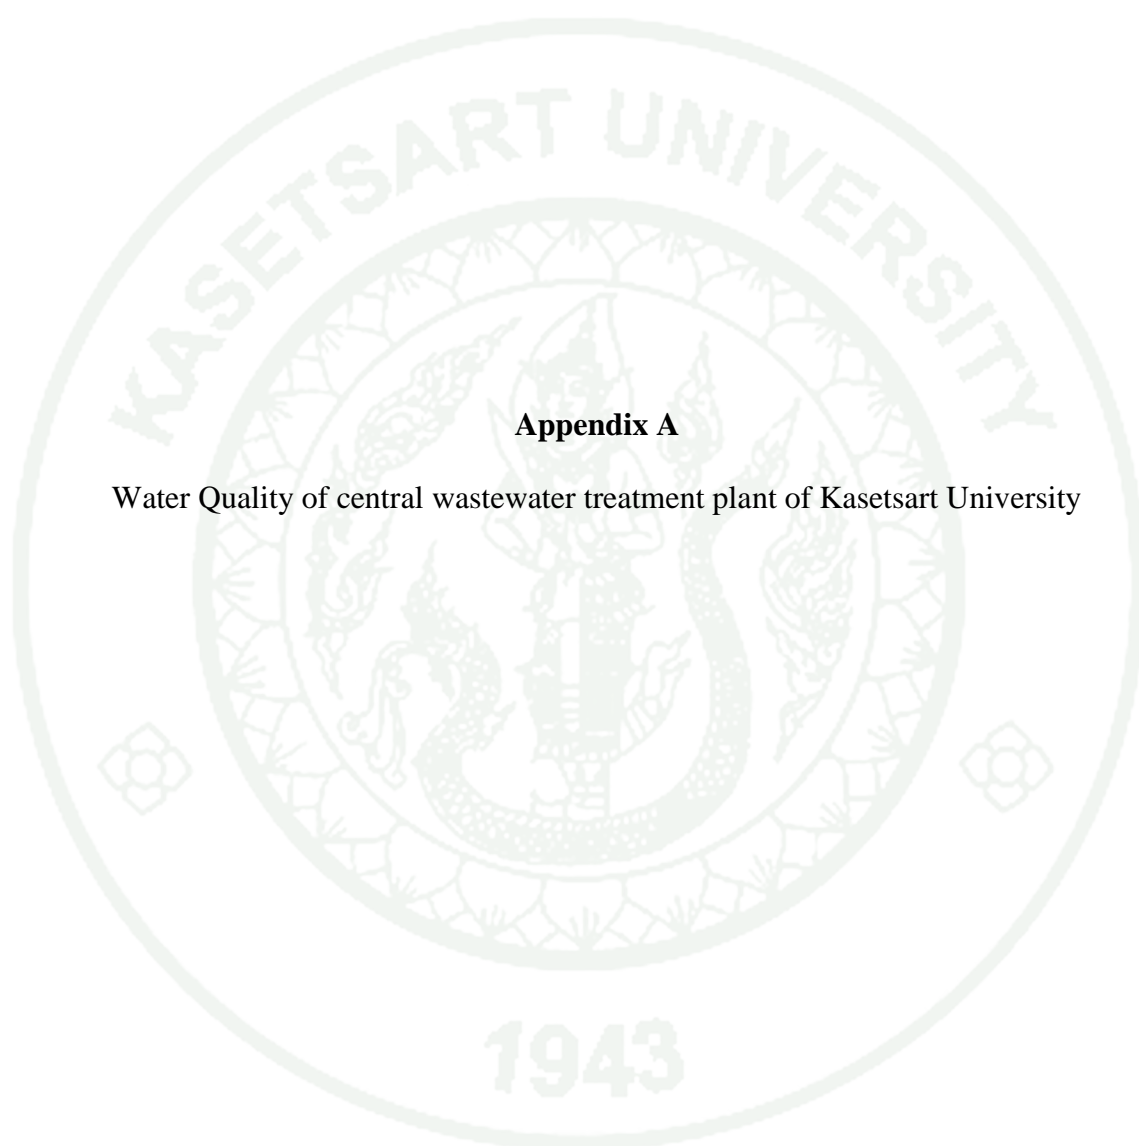 KASETSART UNIVERSITY
Appendix A
Water Quality of central wastewater treatment plant of Kasetsart University
1943